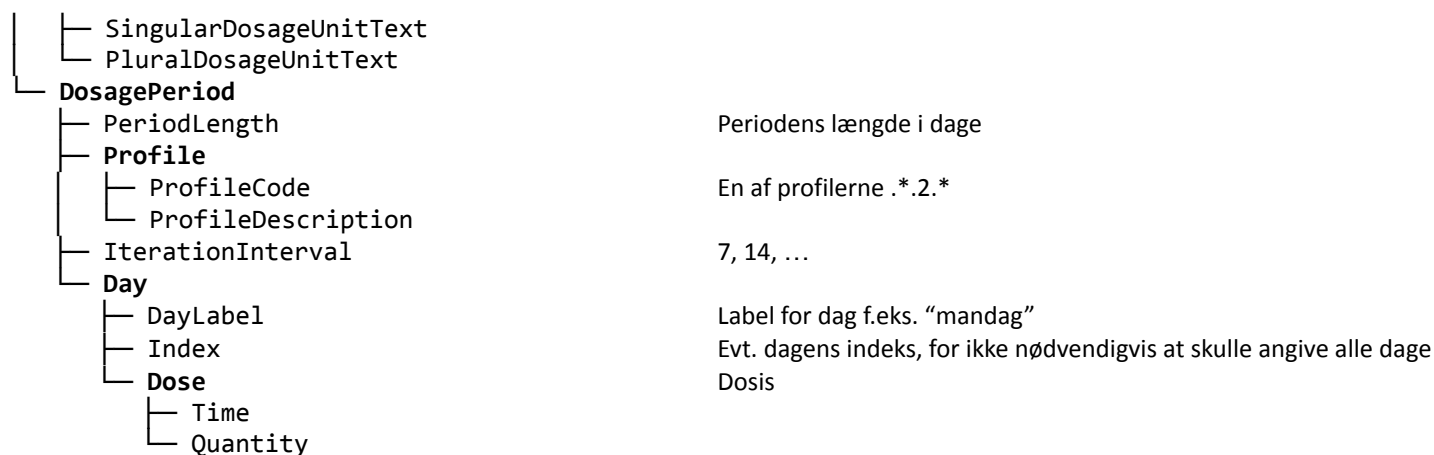 │   ├─ SingularDosageUnitText
│   └─ PluralDosageUnitText
└─ DosagePeriod
├─ PeriodLength Periodens længde i dage
├─ Profile
│   ├─ ProfileCode En af profilerne .*.2.*
│   └─ ProfileDescription
├─ IterationInterval 7, 14, …
└─ Day
├─ DayLabel Label for dag f.eks. “mandag”
├─ Index Evt. dagens indeks, for ikke nødvendigvis at skulle angive alle dage
└─ Dose Dosis
├─ Time
└─ Quantity